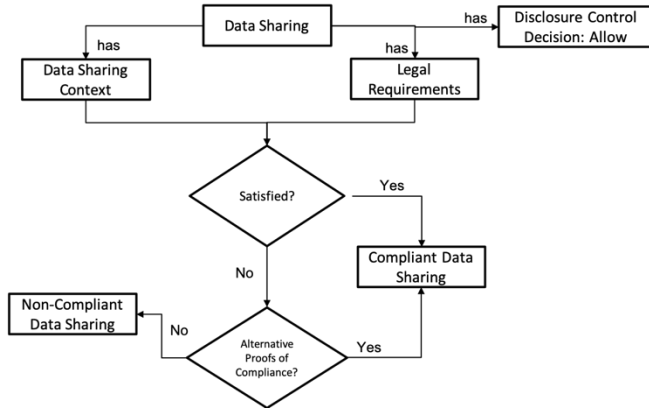 Data Sharing
has
Disclosure Control
Decision: Allow
has
has
Data Sharing
Context
Legal
Requirements
Satisfied?
Yes
No
Compliant Data
Sharing
Non-Compliant
Data Sharing
No
Alternative
Proofs of
Compliance?
Yes